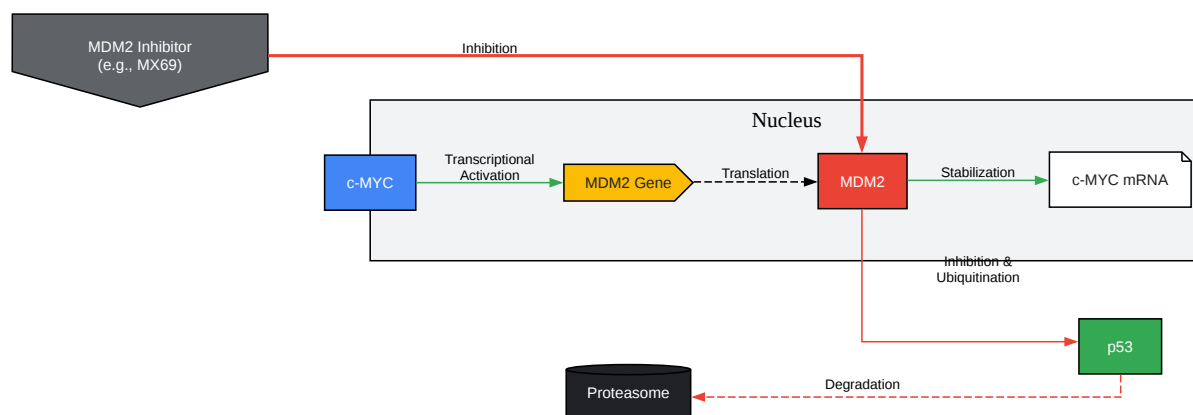 MDM2 Inhibitor
(e.g., MX69)
Inhibition
Nucleus
c-MYC
Transcriptional
Activation
MDM2 Gene
Translation
MDM2
Stabilization
c-MYC mRNA
Inhibition &
Ubiquitination
p53
Degradation
Proteasome